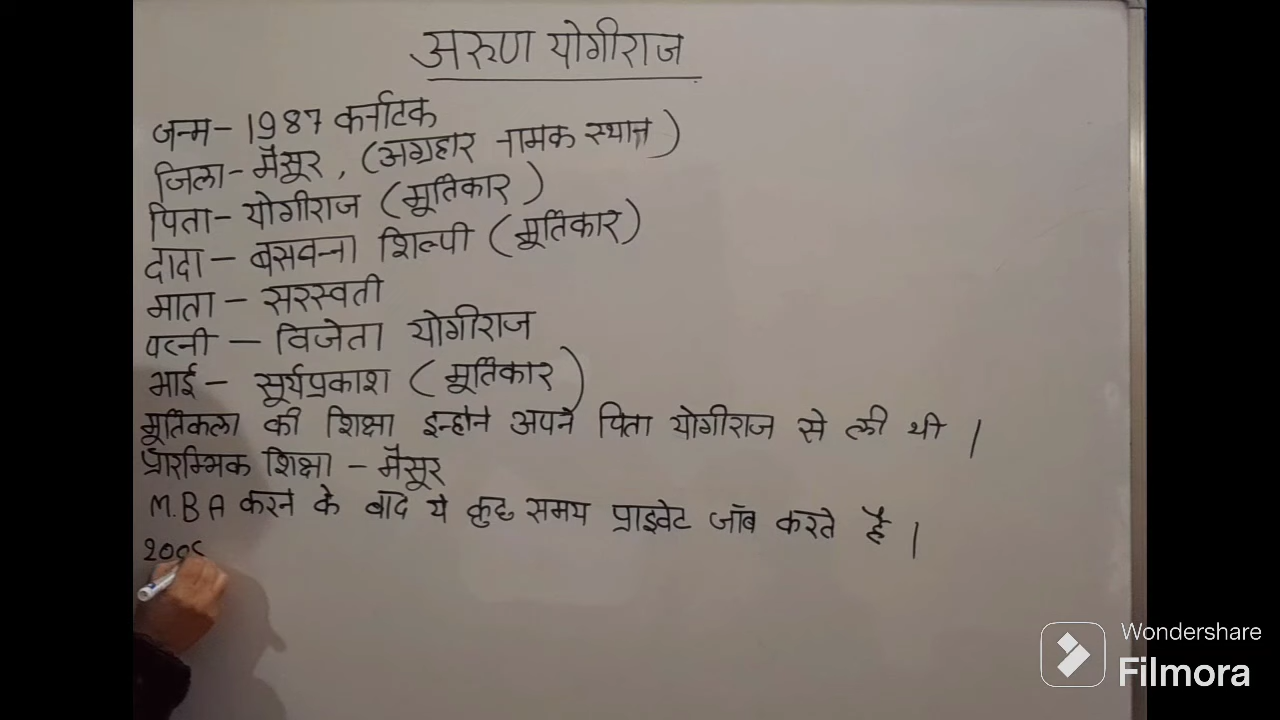 अरुण योगीराज
जन्म - 1987 कर्नाटक
जिला - मैसूर , (अग्रहार नामक स्थान)
पिता - योगीराज (मूर्तिकार)
दादा - बसवन्ना शिल्पी (मूर्तिकार)
माता - सरस्वती
पत्नी - विजेता योगीराज
भाई - सूर्यप्रकाश (मूर्तिकार)
मूर्तिकला की शिक्षा इन्होने अपने पिता योगीराज से ली थी |
प्रारम्भिक शिक्षा - मैसूर
M.B A करने के बाद ये कुछ समय प्राइवेट जॉब करते है |
Wondershare
Filmora